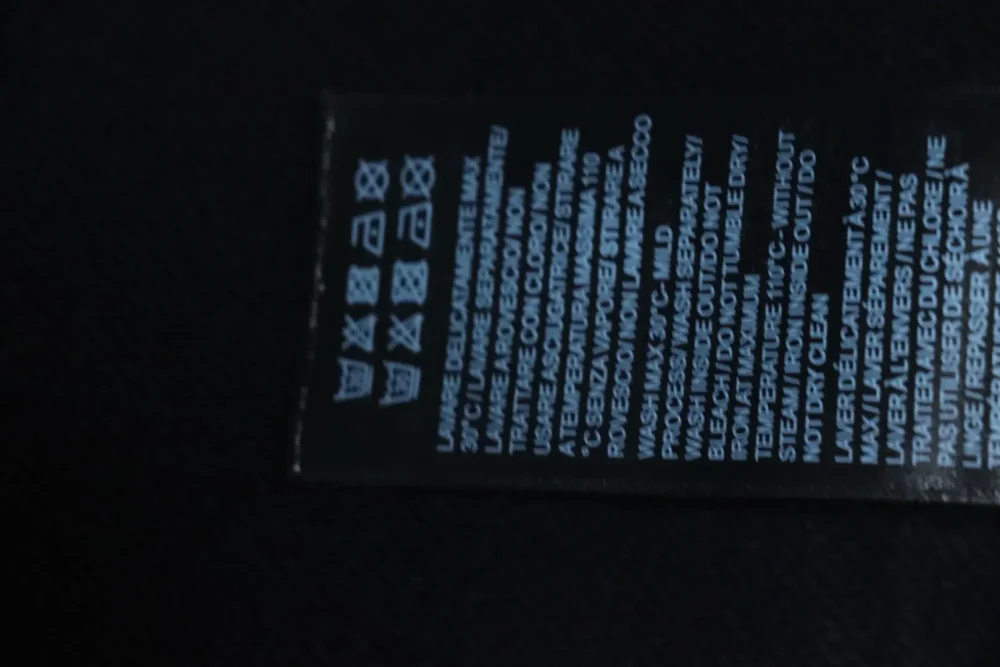 LAVARE DELICATAMENTE MAX
30°C / LAVARE SEPARATAMENTE/
LAVARE A ROVESCIO/ NON
TRATTARE CON CLORO/ NON
USARE ASCIUGATRICE/ STIRARE
A TEMPERATURA MASSIMA 110
°C SENZA VAPORE/ STIRARE A
ROVESCIO/ NON LAVARE A SECCO
WASH MAX 30°C- MILD
PROCESS/ WASH SEPARATELY/
WASH INSIDE OUT/DO NOT
BLEACH / DO NOT TUMBLE DRY/
IRON AT MAXIMUM
TEMPERATURE 110°C - WITHOUT
STEAM / IRON INSIDE OUT / DO
NOT DRY CLEAN
LAVER DÉLICATEMENT À 30°C
MAX / LAVER SÉPAREMENT /
LAVER À L'ENVERS / NE PAS
TRAITER AVEC DU CHLORE / NE
PAS UTILISER DE SÉCHOIR À
LINGE / REPASSER À UNE